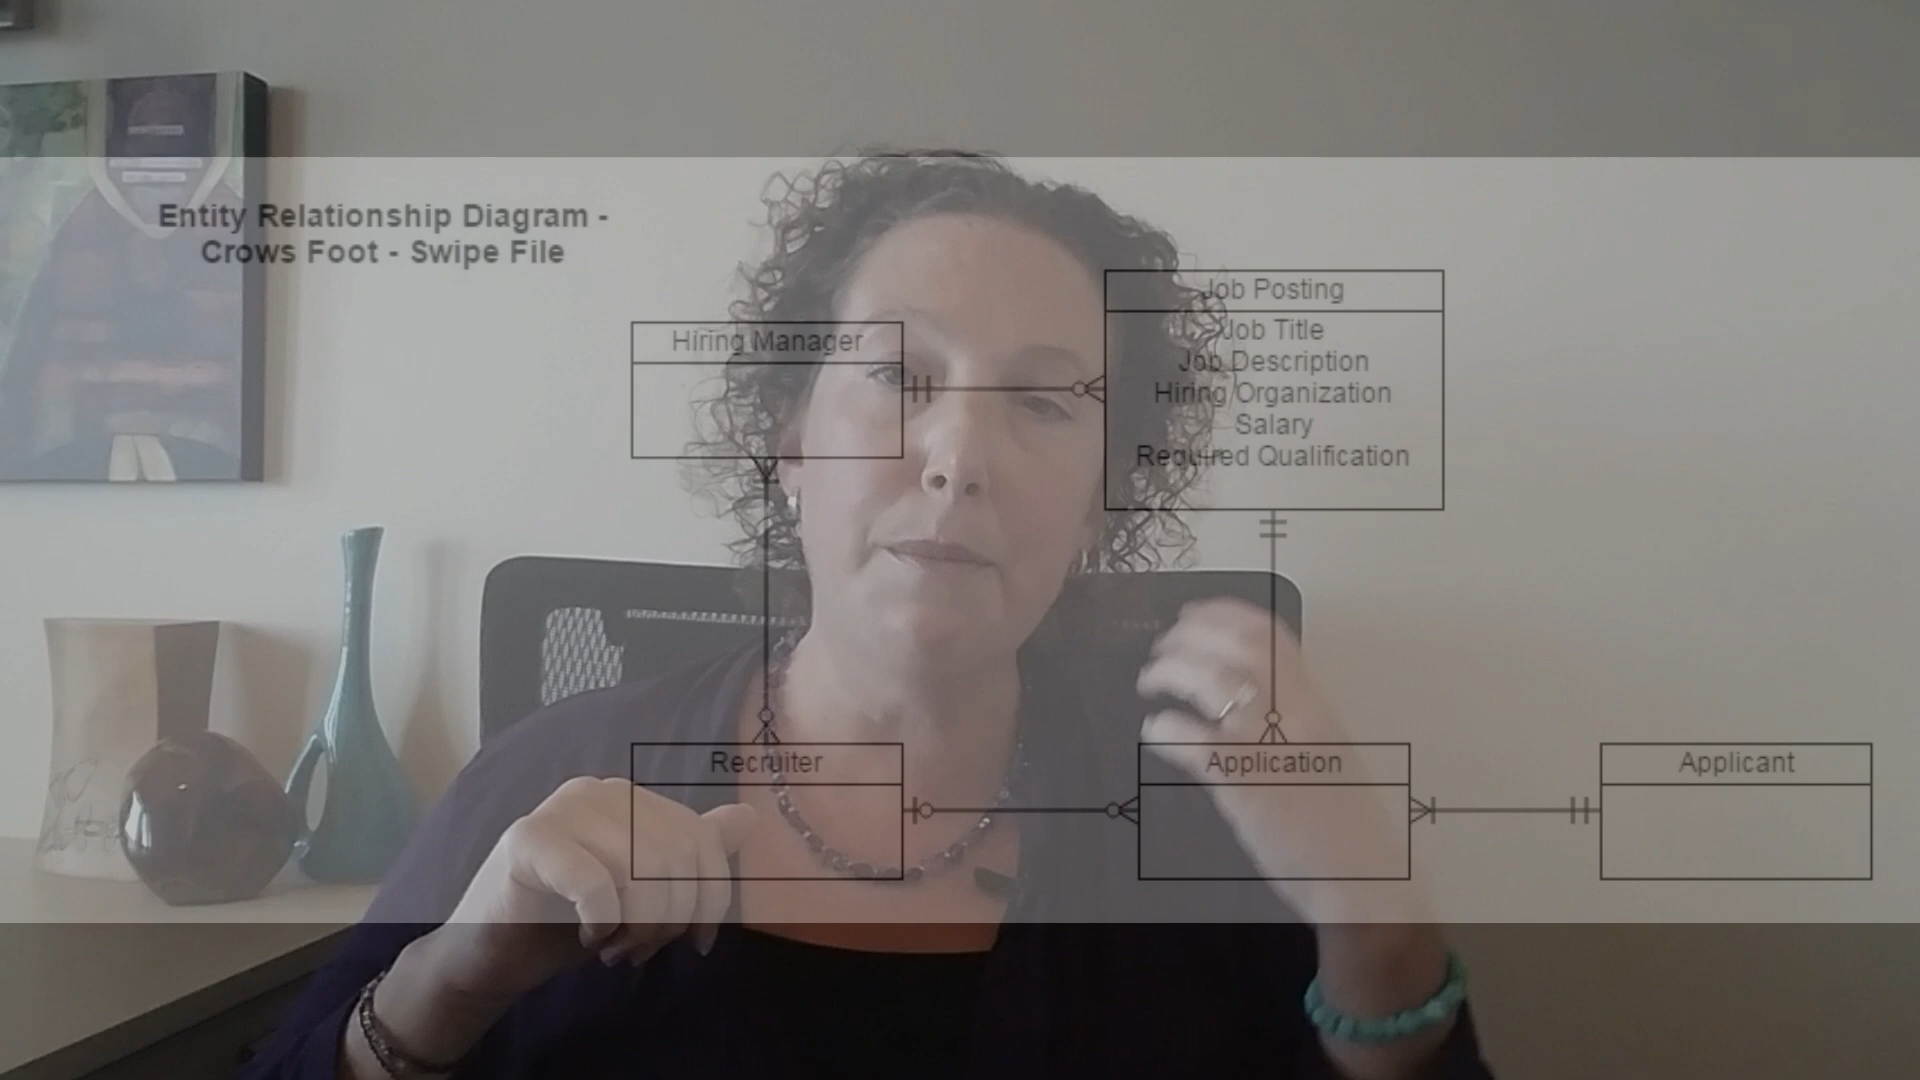 Entity Relationship Diagram -
Crows Foot - Swipe File
Hiring Manager
Job Posting
Job Title
Job Description
Hiring Organization
Salary
Required Qualification
Recruiter
Application
Applicant